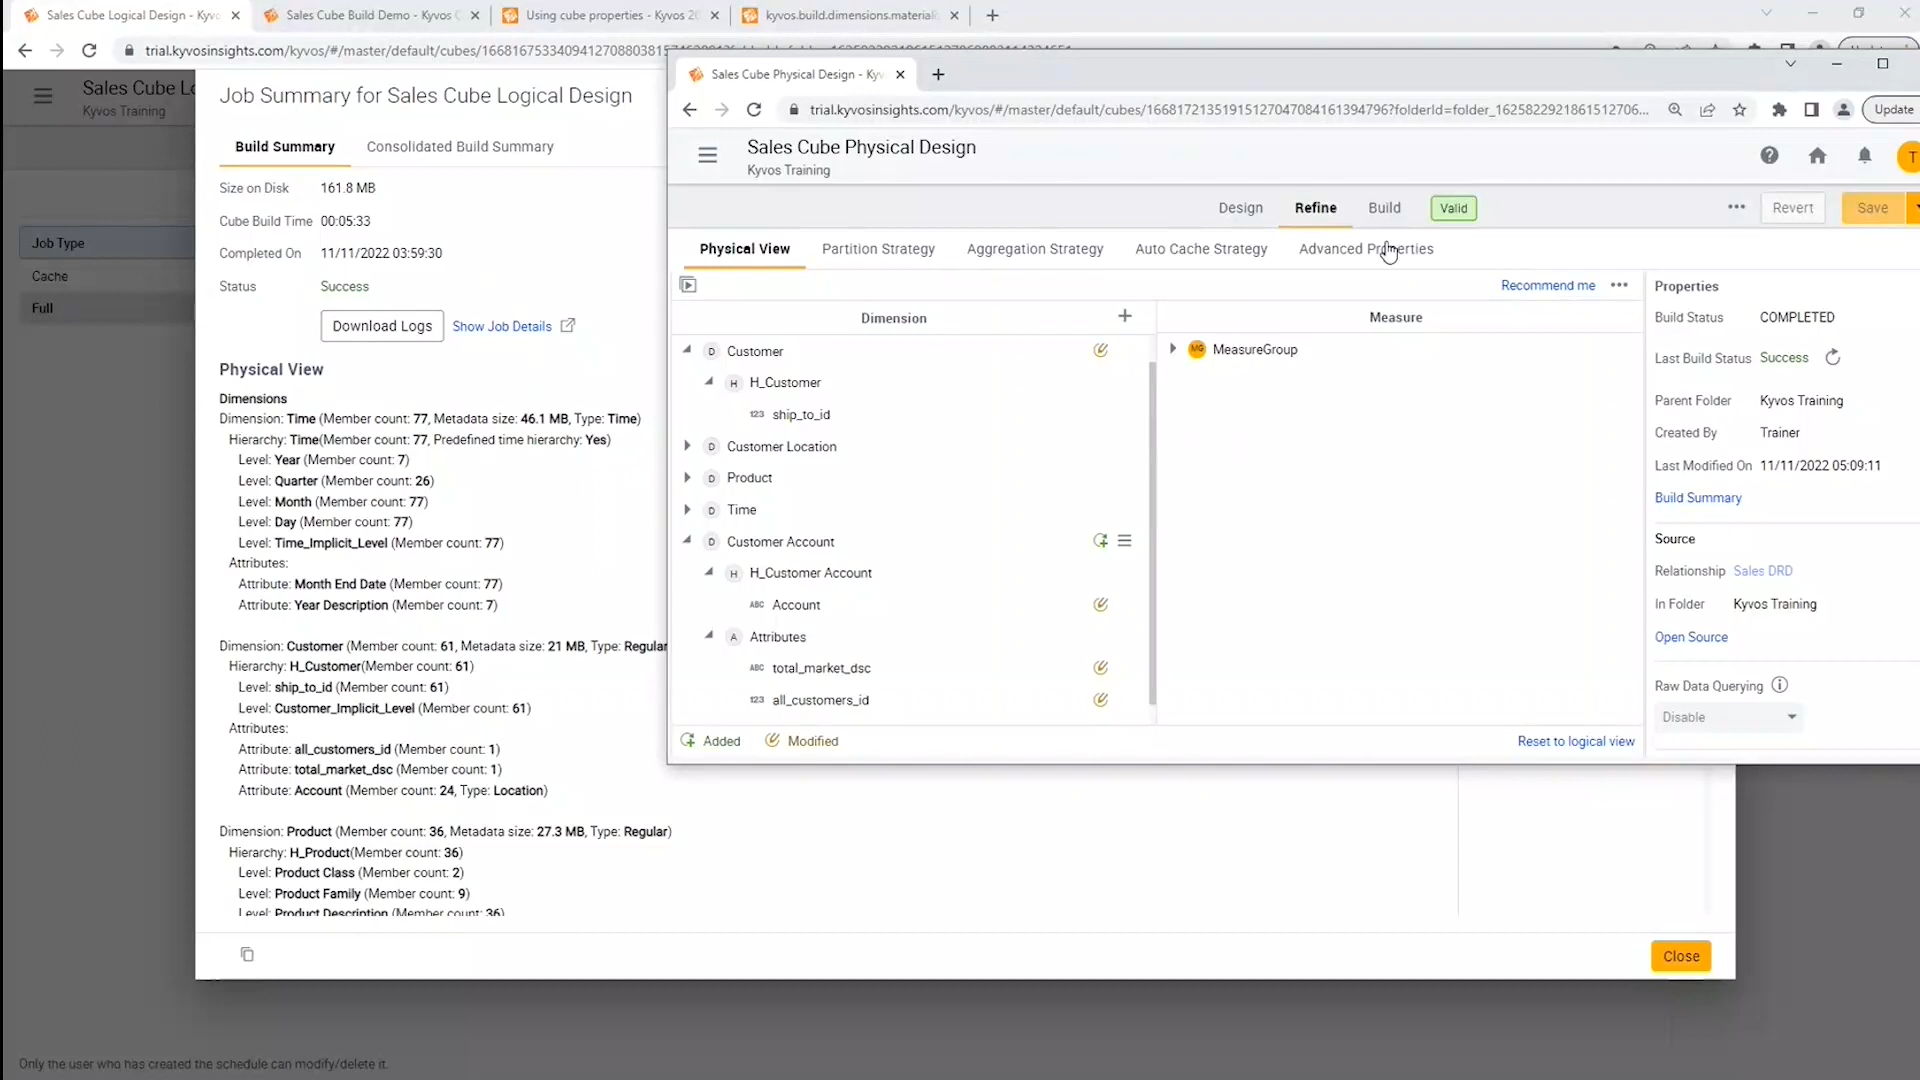 Sales Cube Logical Design - Kyvo
Sales Cube Build Demo - Kyvos
Using cube properties - Kyvos 20
kyvos.build.dimensions.material
Sales Cube Lo
Kyvos Training
Job Type
Cache
Full
Only the user who has created the schedule can modify/delete it.
Job Summary for Sales Cube Logical Design
Build Summary
Consolidated Build Summary
Size on Disk 161.8 MB
Cube Build Time 00:05:33
Completed On 11/11/2022 03:59:30
Status Success
Download Logs Show Job Details
Physical View
Dimensions
Dimension: Time (Member count: 77, Metadata size: 46.1 MB, Type: Time)
Hierarchy: Time(Member count: 77, Predefined time hierarchy: Yes)
Level: Year (Member count: 7)
Level: Quarter (Member count: 26)
Level: Month (Member count: 77)
Level: Day (Member count: 77)
Level: Time_Implicit_Level (Member count: 77)
Attributes:
Attribute: Month End Date (Member count: 77)
Attribute: Year Description (Member count: 7)
Dimension: Customer (Member count: 61, Metadata size: 21 MB, Type: Regular
Hierarchy: H_Customer(Member count: 61)
Level: ship_to_id (Member count: 61)
Level: Customer_Implicit_Level (Member count: 61)
Attributes:
Attribute: all_customers_id (Member count: 1)
Attribute: total_market_dsc (Member count: 1)
Attribute: Account (Member count: 24, Type: Location)
Dimension: Product (Member count: 36, Metadata size: 27.3 MB, Type: Regular)
Hierarchy: H_Product(Member count: 36)
Level: Product Class (Member count: 2)
Level: Product Family (Member count: 9)
Level: Product Description (Member count: 36)
Close
Sales Cube Physical Design - Kyv
trial.kyvosinsights.com/kyvos/#/master/default/cubes/16681721351915127047084161394796?folderId=folder_1625822921861512706...
Update
Sales Cube Physical Design
Kyvos Training
T
Design Refine Build Valid
Revert Save
Physical View Partition Strategy Aggregation Strategy Auto Cache Strategy Advanced Properties
Recommend me
Dimension
Measure
D Customer
H H_Customer
123 ship_to_id
D Customer Location
D Product
D Time
D Customer Account
H H_Customer Account
ABC Account
A Attributes
ABC total_market_dsc
123 all_customers_id
MG MeasureGroup
Added Modified
Reset to logical view
Properties
Build Status COMPLETED
Last Build Status Success
Parent Folder Kyvos Training
Created By Trainer
Last Modified On 11/11/2022 05:09:11
Build Summary
Source
Relationship Sales DRD
In Folder Kyvos Training
Open Source
Raw Data Querying
Disable